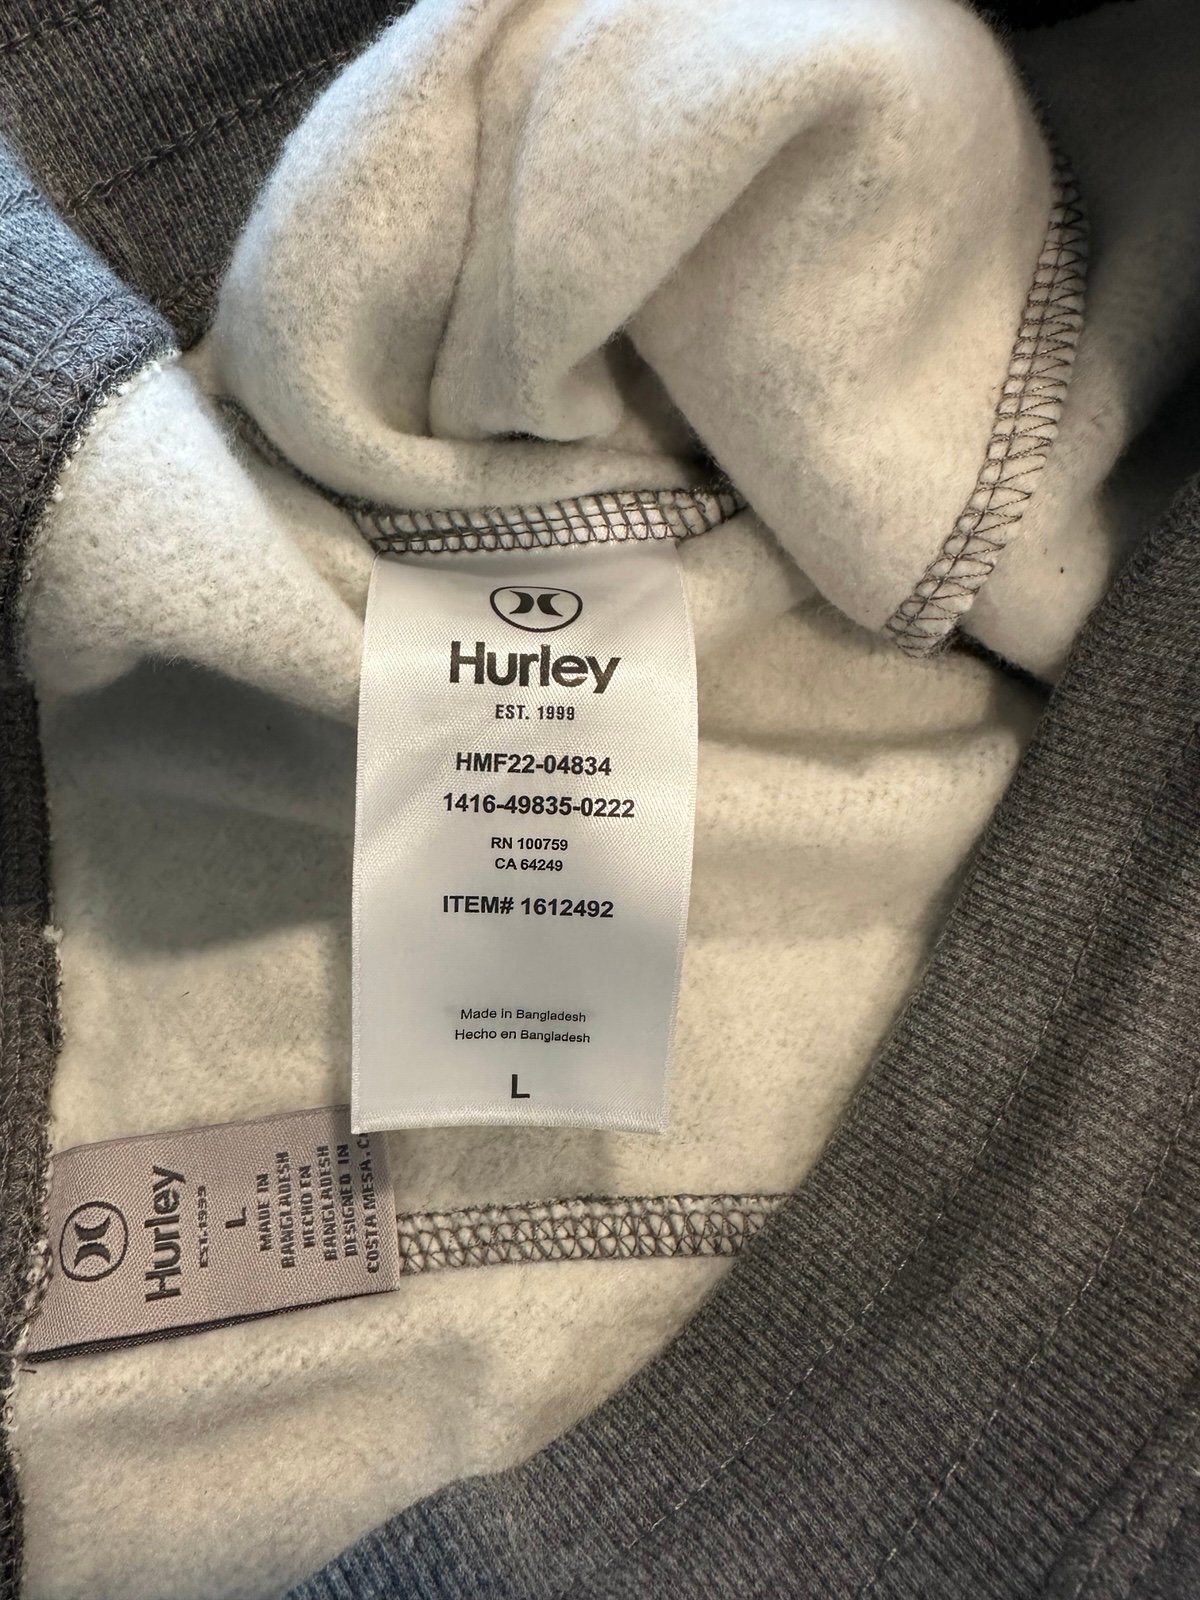 Hurley
EST. 1999
HMF22-04834
1416-49835-0222
RN 100759
CA 64249
ITEM# 1612492
Made in Bangladesh
Hecho en Bangladesh
L
Hurley
EST.1999
L
MADE IN
BANGLADESH
HECHO EN
BANGLADESH
DESIGNED IN
COSTA MESA, C